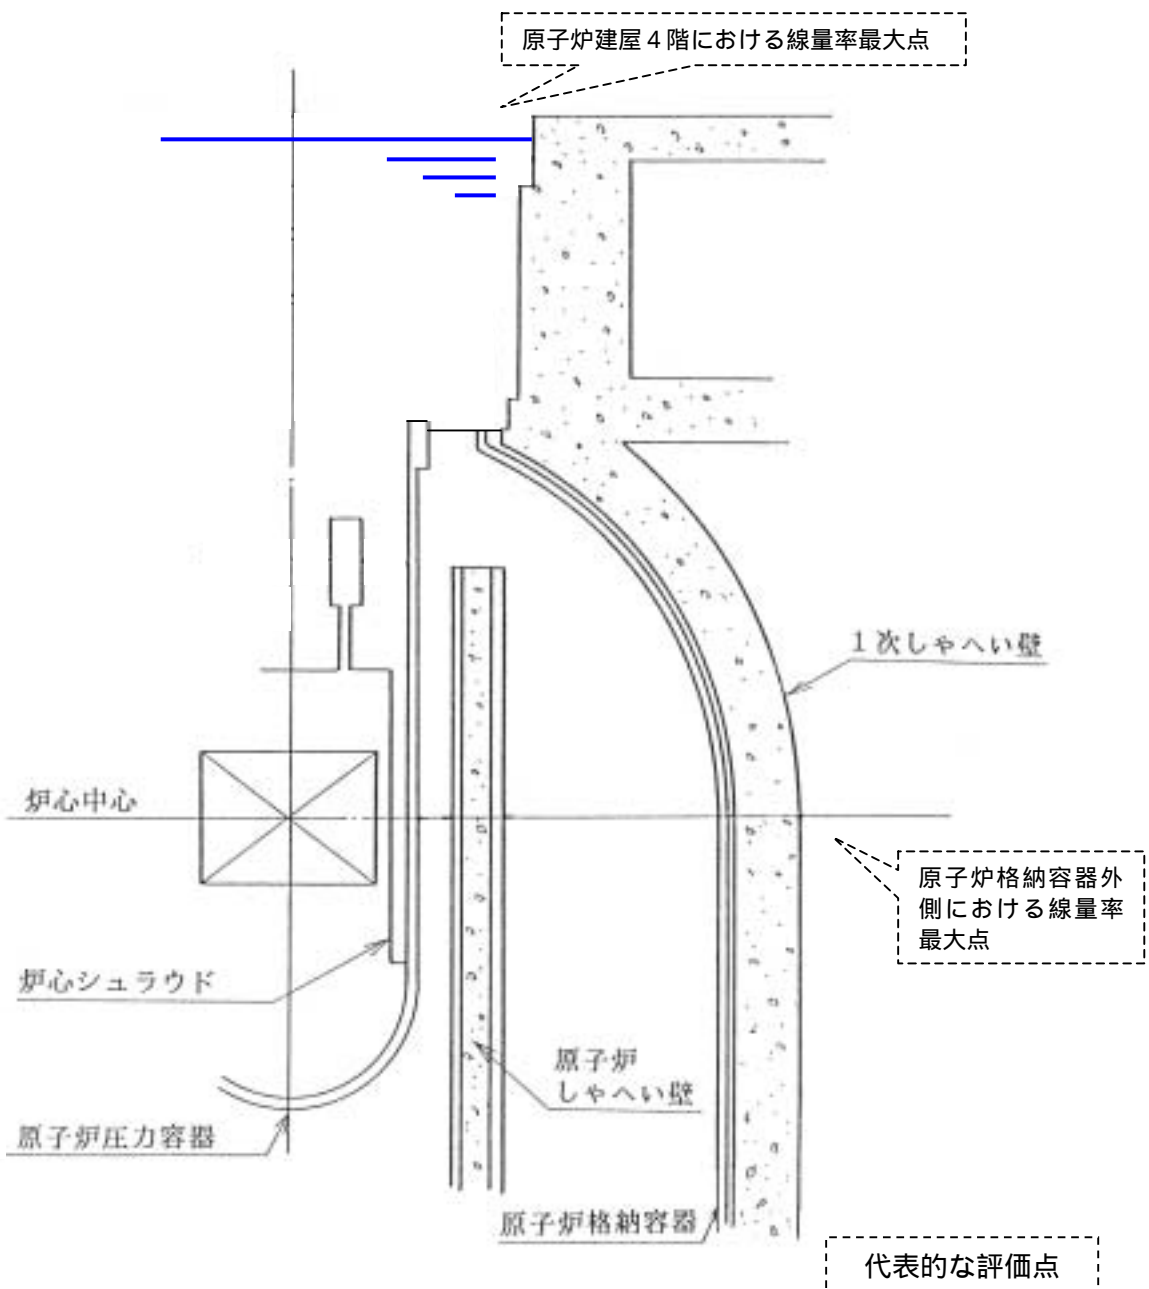 原子炉建屋４階における線量率最大点
１次しゃへい壁
炉心中心
原子炉格納容器外
側における線量率
最大点
炉心シュラウド
原子炉
しゃへい壁
原子炉圧力容器
原子炉格納容器
代表的な評価点